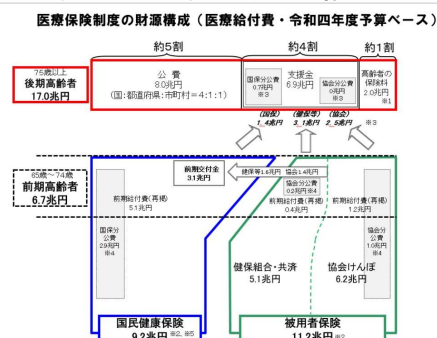 医療保険制度の財源構成（医療給付費・令和四年度予算ベース）
約5割
約4割
約1割
75歳以上
後期高齢者
17.0兆円
公 費
8.0兆円
(国:都道府県:市町村=4:1:1)
国保分公費
0.7兆円
※3
支援金
6.9兆円
協会分公費
0兆円
※3
高齢者の
保険料
2.0兆円
※1
(国保)
1_4兆円
(健保等)
3_1兆円
(協会)
2_5兆円
※3
65歳～74歳
前期高齢者
6.7兆円
前期交付金
3.1兆円
健保等1.6兆円
協会1.4兆円
協会分公費
0.2兆円※4
前期給付費(再掲)
5.1兆円
前期給付費(再掲)
0.4兆円
前期給付費(再掲)
1.2兆円
国保分
公費
2.9兆円
※4
協会分
公費
1.0兆円
※4
健保組合・共済
5.1兆円
協会けんぽ
6.2兆円
国民健康保険
9.2兆円 ※2、※5
被用者保険
11.2兆円 ※2